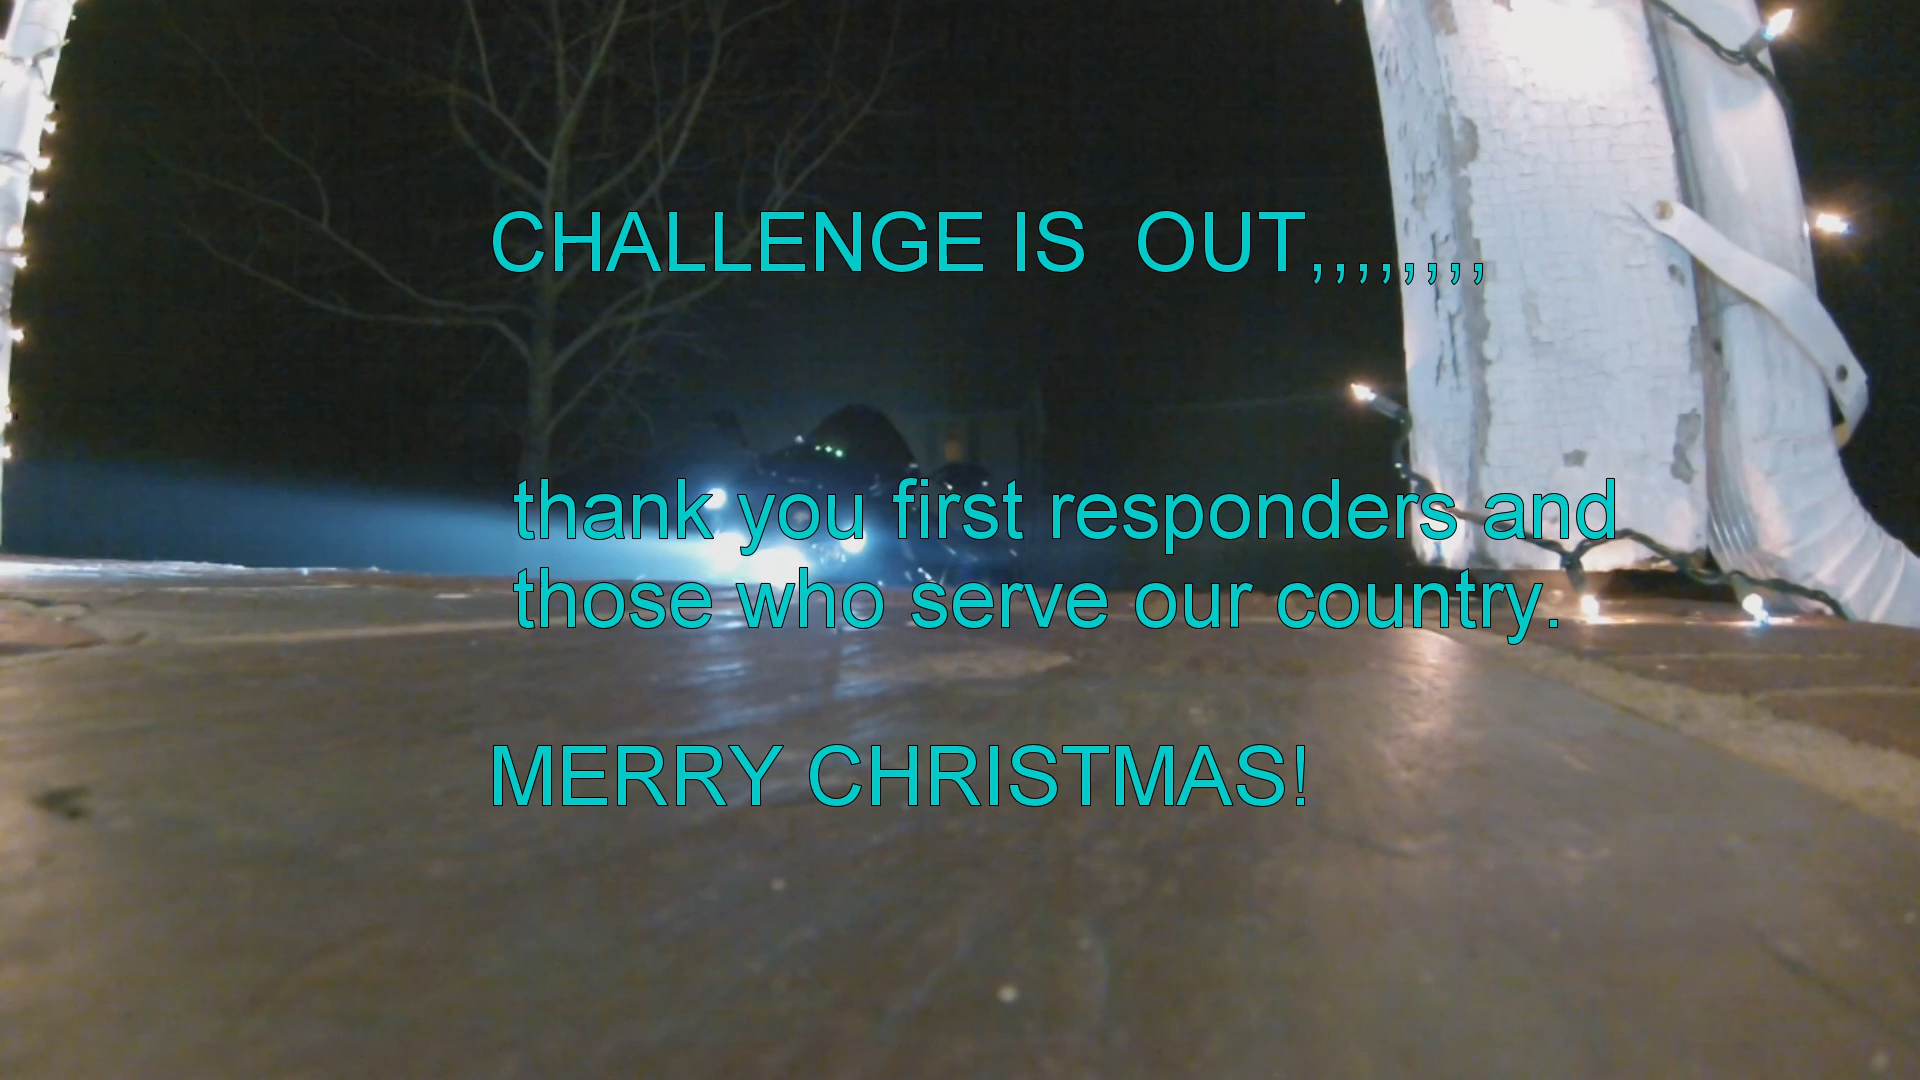 CHALLENGE IS  OUT,,,,,,,,
thank you first responders and
those who serve our country.
MERRY CHRISTMAS!